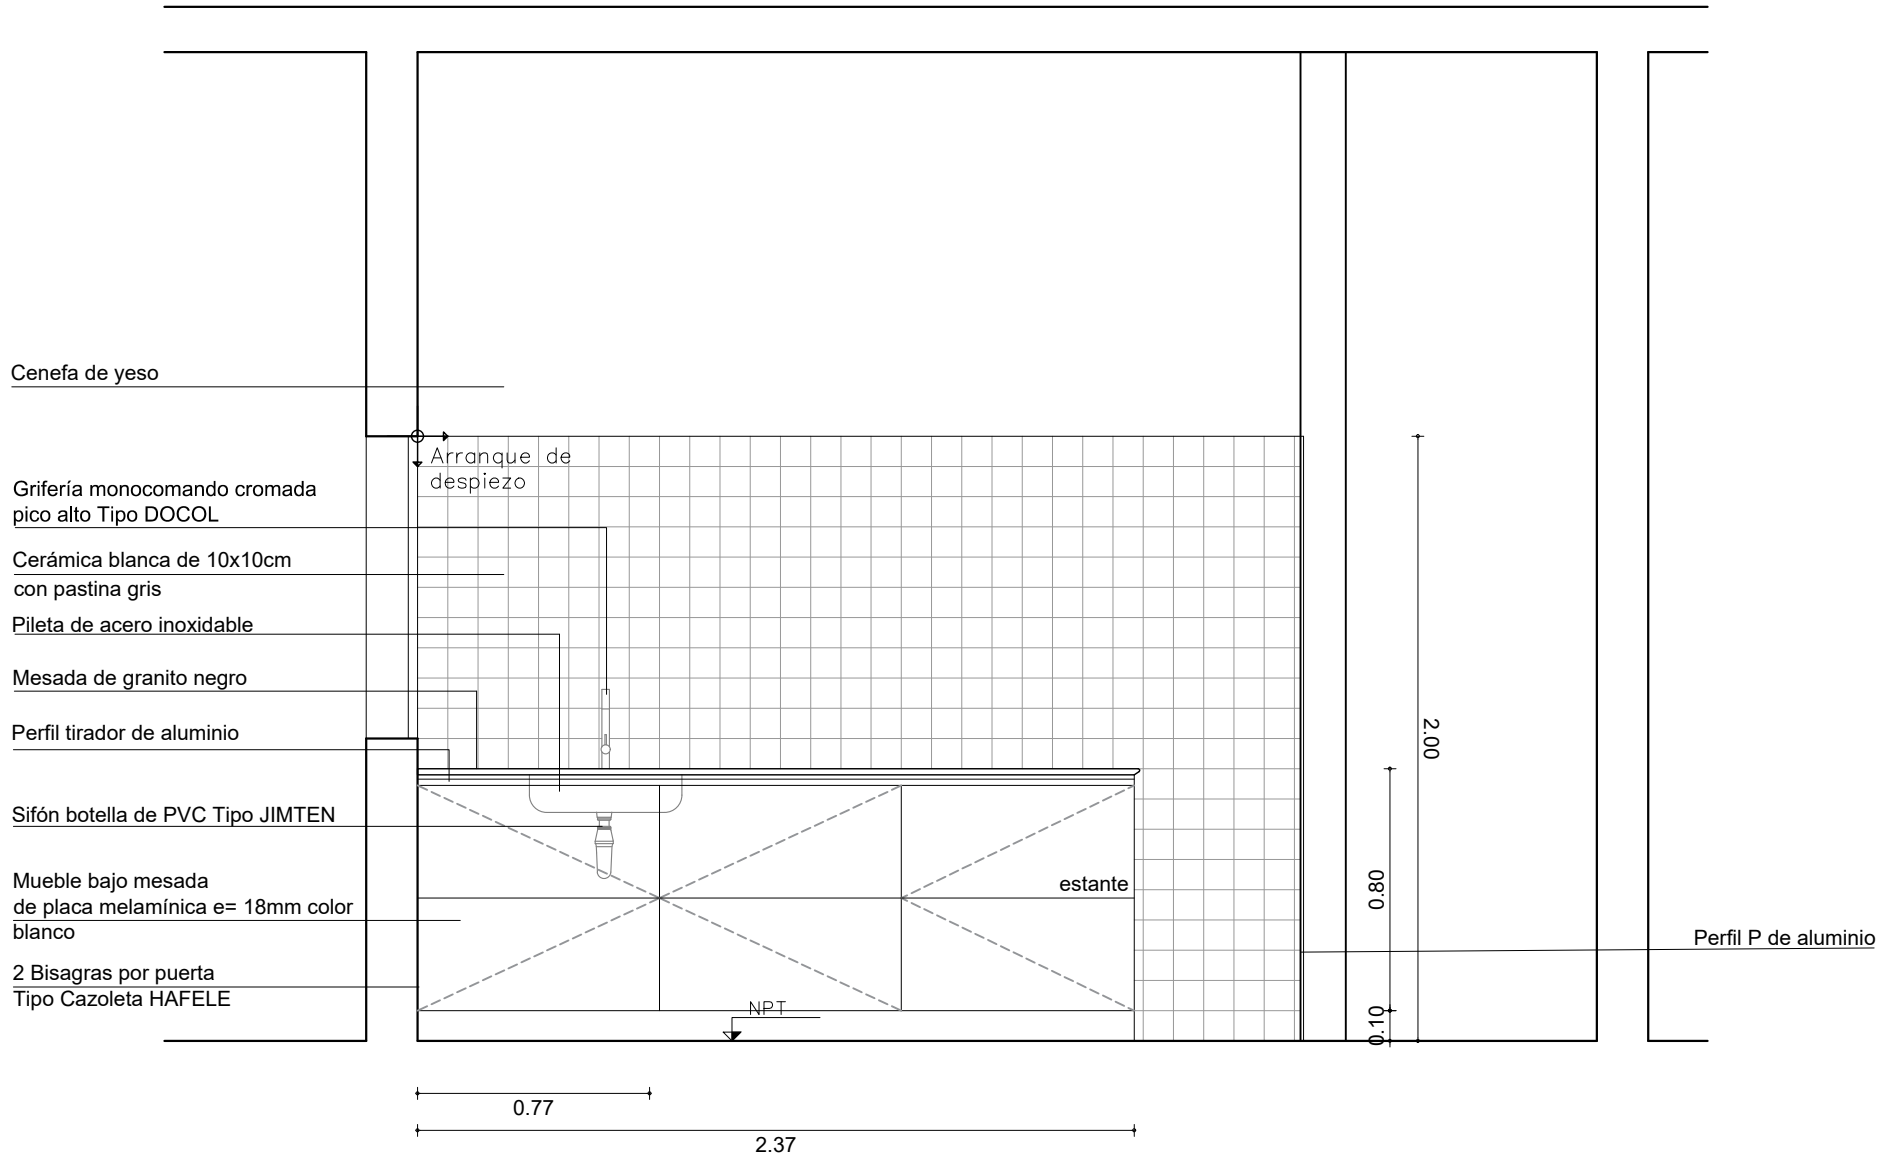 Cenefa de yeso
Arranque de
despiezo
Grifería monocomando cromada
pico alto Tipo DOCOL
Cerámica blanca de 10x10cm
con pastina gris
Pileta de acero inoxidable
Mesada de granito negro
Perfil tirador de aluminio
Sifón botella de PVC Tipo JIMTEN
Mueble bajo mesada
de placa melamínica e= 18mm color
blanco
2 Bisagras por puerta
Tipo Cazoleta HAFELE
estante
NPT
2.00
0.80
0.10
Perfil P de aluminio
0.77
2.37